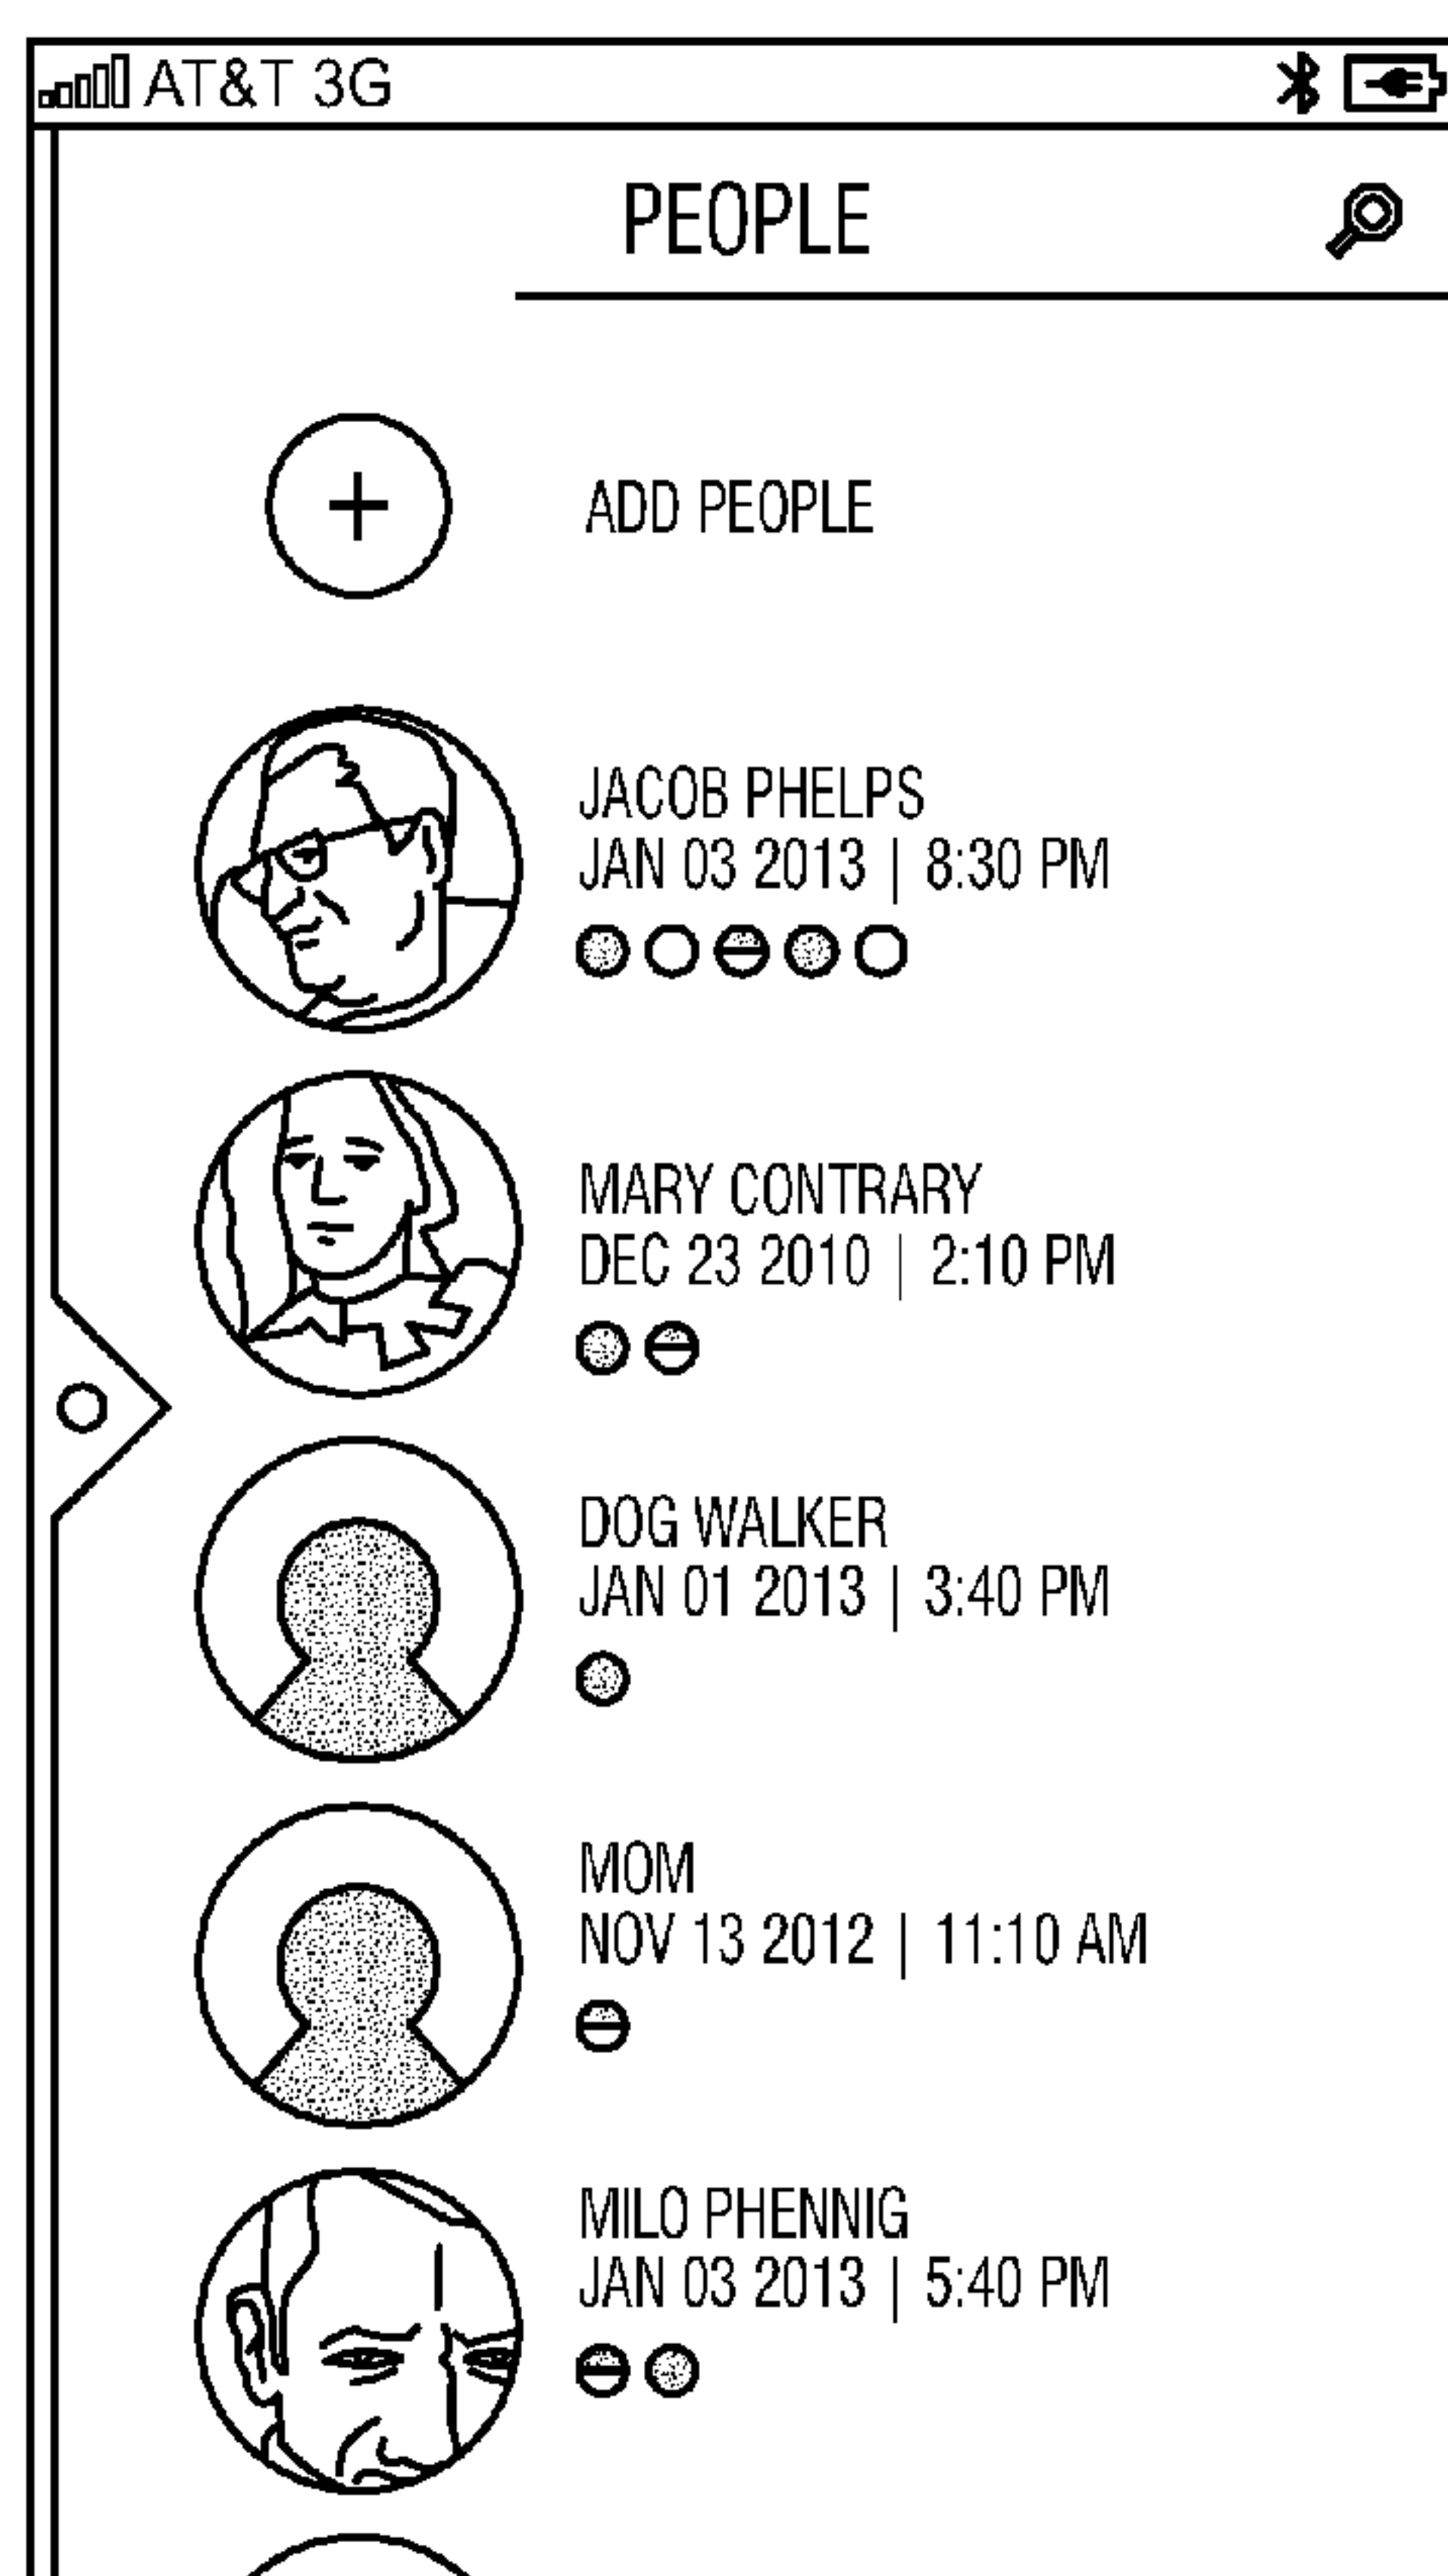 AT&T 3G
PEOPLE
ADD PEOPLE
JACOB PHELPS
JAN 03 2013 | 8:30 PM
MARY CONTRARY
DEC 23 2010 | 2:10 PM
DOG WALKER
JAN 01 2013 | 3:40 PM
MOM
NOV 13 2012 | 11:10 AM
MILO PHENNIG
JAN 03 2013 | 5:40 PM